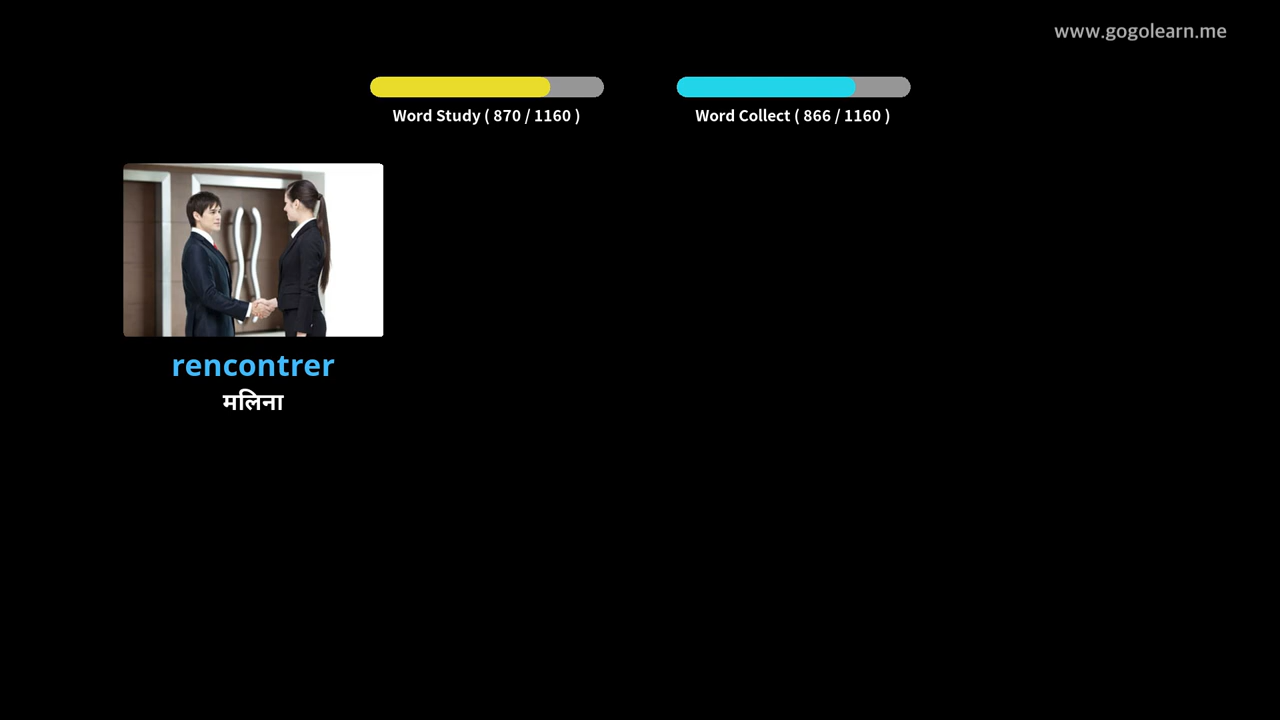 www.gogolearn.me
Word Study ( 870 / 1160 )
Word Collect ( 866 / 1160 )
rencontrer
मलिना